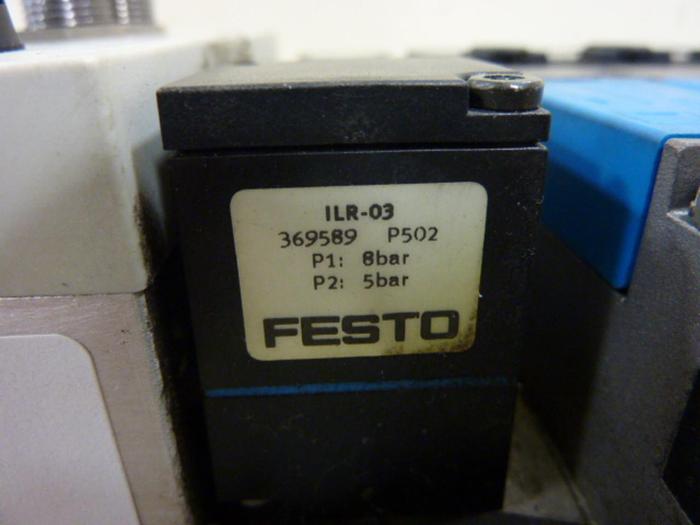 ILR-03
369589 P502
P1: 8bar
P2: 5bar
FESTO